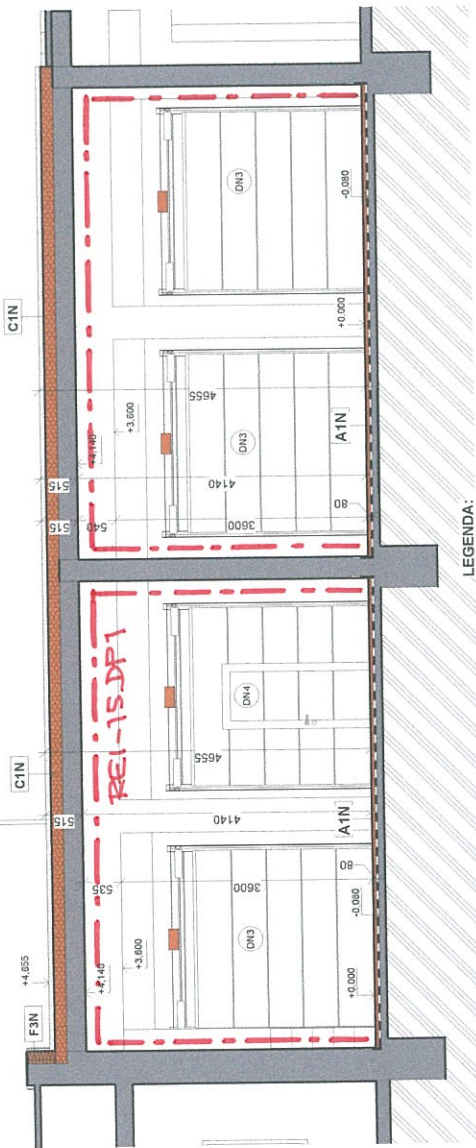 F3N
C1N
C1N
+4,655
515
515
515
+4,140
535
+3,600
REI-15.DP1
4655
4140
3600
DN3
DN4
A1N
80
-0,080
+0,000
+4,140
540
+3,600
4655
4140
3600
DN3
DN3
A1N
80
+0,000
-0,080
LEGENDA: